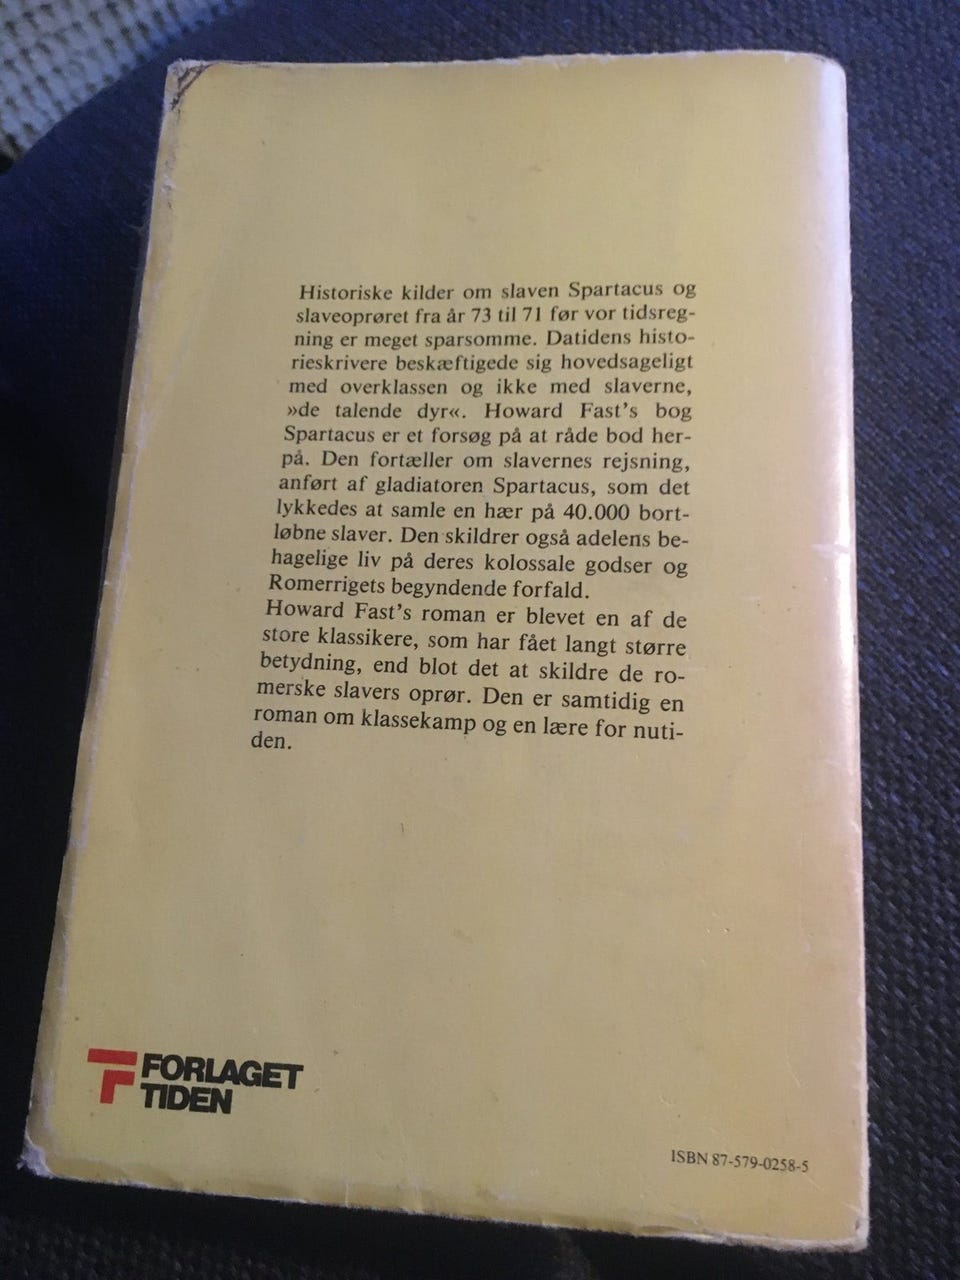 Historiske kilder om slaven Spartacus og
slaveoprøret fra år 73 til 71 før vor tidsreg-
ning er meget sparsomme. Datidens histo-
rieskrivere beskæftigede sig hovedsageligt
med overklassen og ikke med slaverne,
»de talende dyr«. Howard Fast's bog
Spartacus er et forsøg på at råde bod her-
på. Den fortæller om slavernes rejsning,
anført af gladiatoren Spartacus, som det
lykkedes at samle en hær på 40.000 bort-
løbne slaver. Den skildrer også adelens be-
hagelige liv på deres kolossale godser og
Romerrigets begyndende forfald.
Howard Fast's roman er blevet en af de
store klassikere, som har fået langt større
betydning, end blot det at skildre de ro-
merske slavers oprør. Den er samtidig en
roman om klassekamp og en lære for nuti-
den.
FORLAGET
TIDEN
ISBN 87-579-0258-5